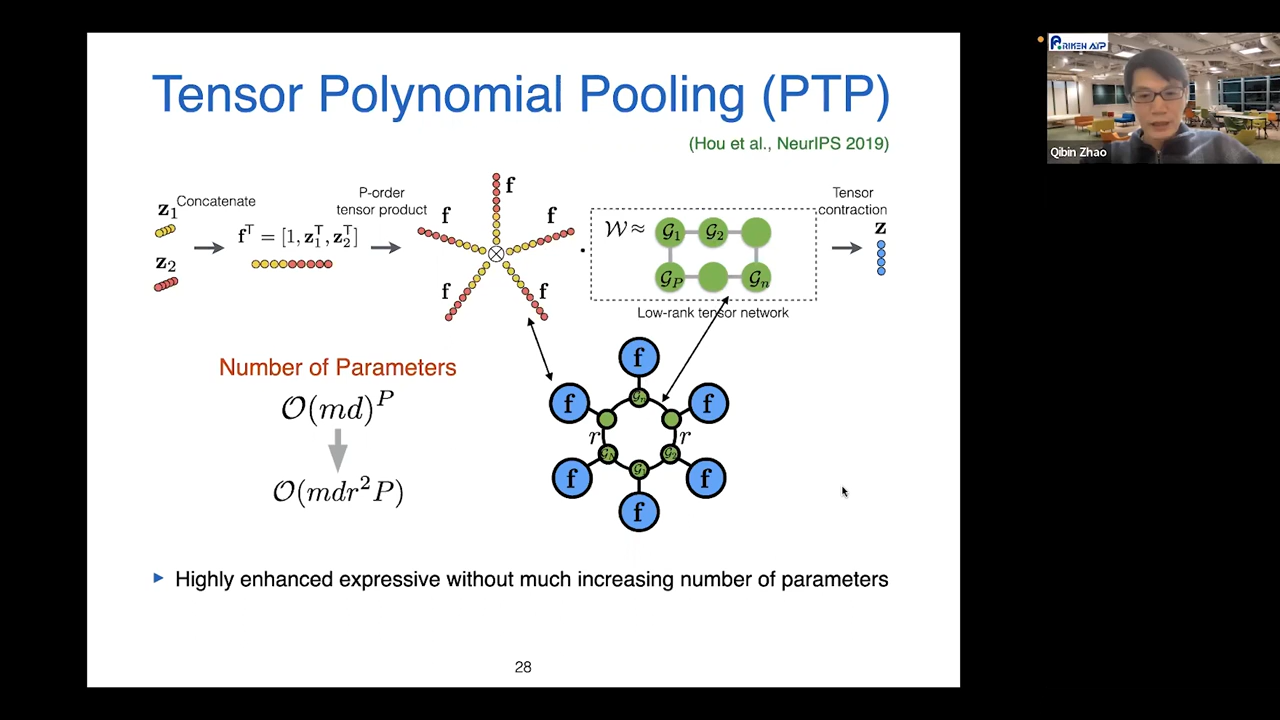 Tensor Polynomial Pooling (PTP)
(Hou et al., NeurIPS 2019)
z₁
Concatenate
z₂
fᵀ = [1, z₁ᵀ, z₂ᵀ]
P-order
tensor product
f
f
f
f
f
⊗
·
𝒲 ≈
𝒢₁
𝒢₂
𝒢_P
𝒢ₙ
Low-rank tensor network
Tensor
contraction
z
Number of Parameters
𝒪(md)^P
𝒪(mdr²P)
f
f
f
f
f
f
r
r
▸ Highly enhanced expressive without much increasing number of parameters
28
RIKEN AIP
Qibin Zhao